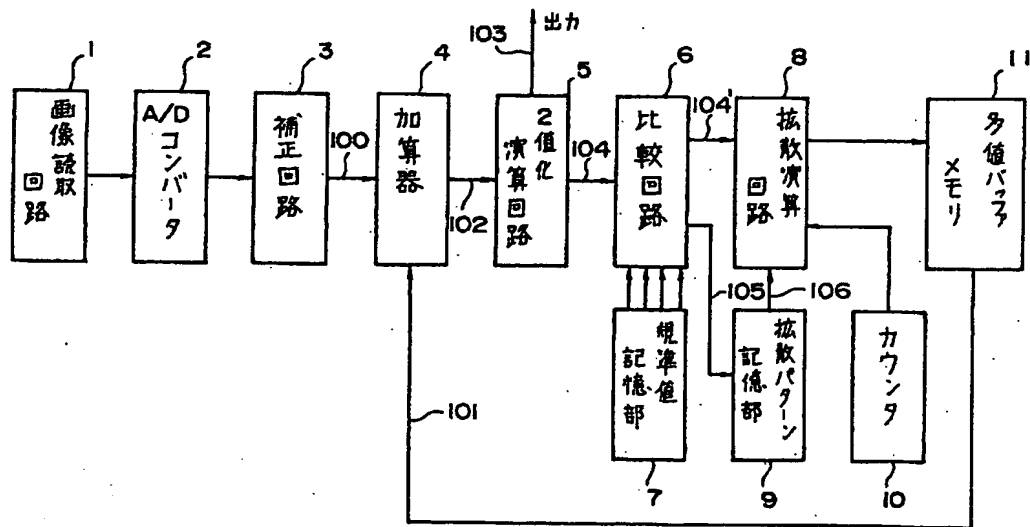 1
画像読取回路
2
A/Dコンバータ
3
補正回路
100
4
加算器
102
103
出力
5
2値化演算回路
104
6
比較回路
104'
105
7
規準値記憶部
8
拡散演算回路
106
9
拡散パターン記憶部
10
カウンタ
11
多値バッファメモリ
101